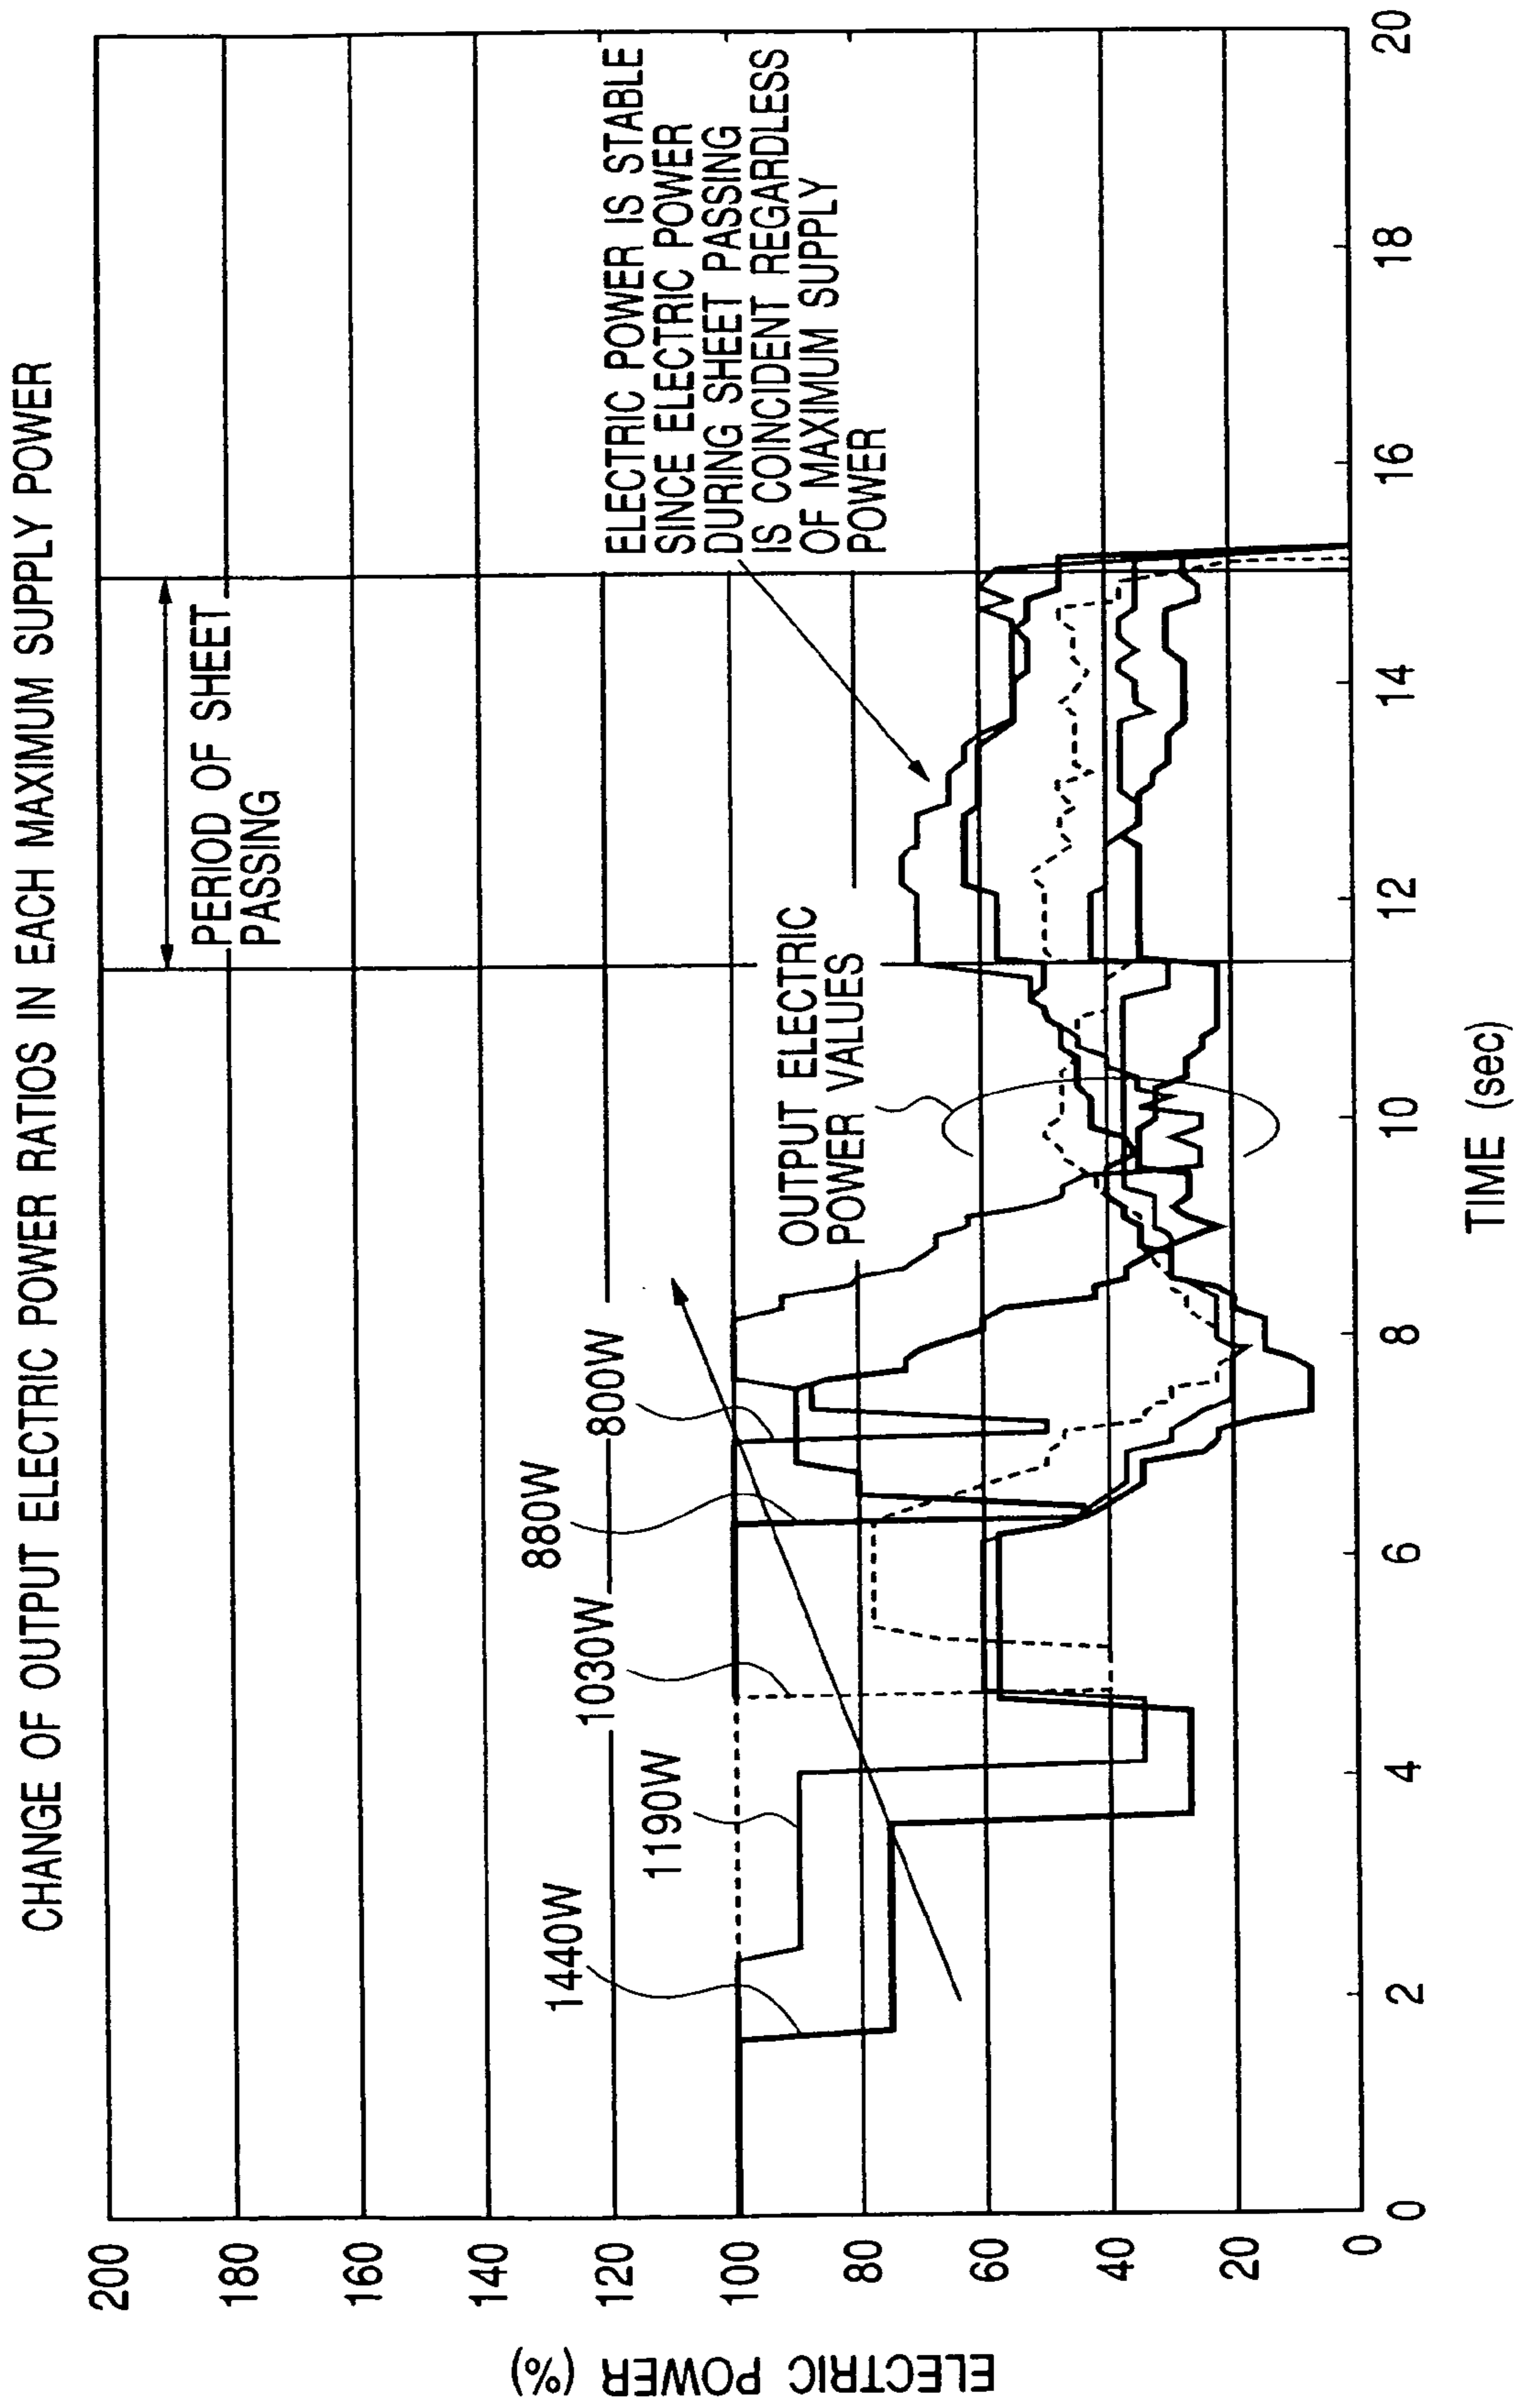 CHANGE OF OUTPUT ELECTRIC POWER RATIOS IN EACH MAXIMUM SUPPLY POWER
PERIOD OF SHEET
PASSING
ELECTRIC POWER IS STABLE
SINCE ELECTRIC POWER
DURING SHEET PASSING
IS COINCIDENT REGARDLESS
OF MAXIMUM SUPPLY
POWER
1440W
1190W
1030W
880W
800W
OUTPUT ELECTRIC
POWER VALUES
ELECTRIC POWER (%)
200
180
160
140
120
100
80
60
40
20
0
0 2 4 6 8 10 12 14 16 18 20
TIME (sec)